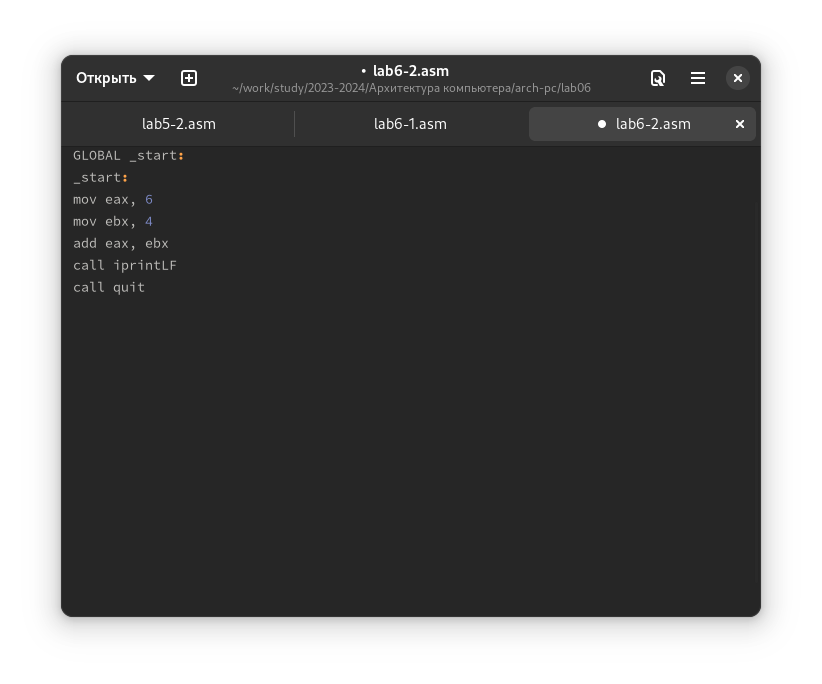 Открыть
• lab6-2.asm
~/work/study/2023-2024/Архитектура компьютера/arch-pc/lab06
lab5-2.asm
lab6-1.asm
● lab6-2.asm
GLOBAL _start:
_start:
mov eax, 6
mov ebx, 4
add eax, ebx
call iprintLF
call quit